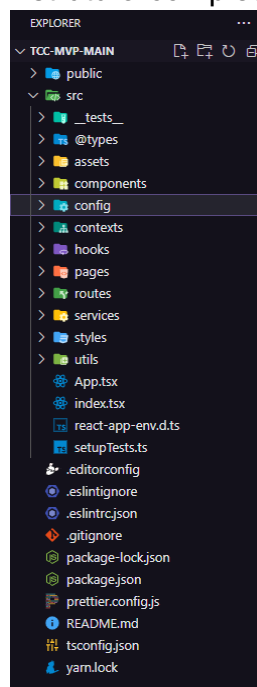 EXPLORER
TCC-MVP-MAIN
public
src
__tests__
@types
assets
components
config
contexts
hooks
pages
routes
services
styles
utils
App.tsx
index.tsx
react-app-env.d.ts
setupTests.ts
.editorconfig
.eslintignore
.eslintrc.json
.gitignore
package-lock.json
package.json
prettier.config.js
README.md
tsconfig.json
yarn.lock